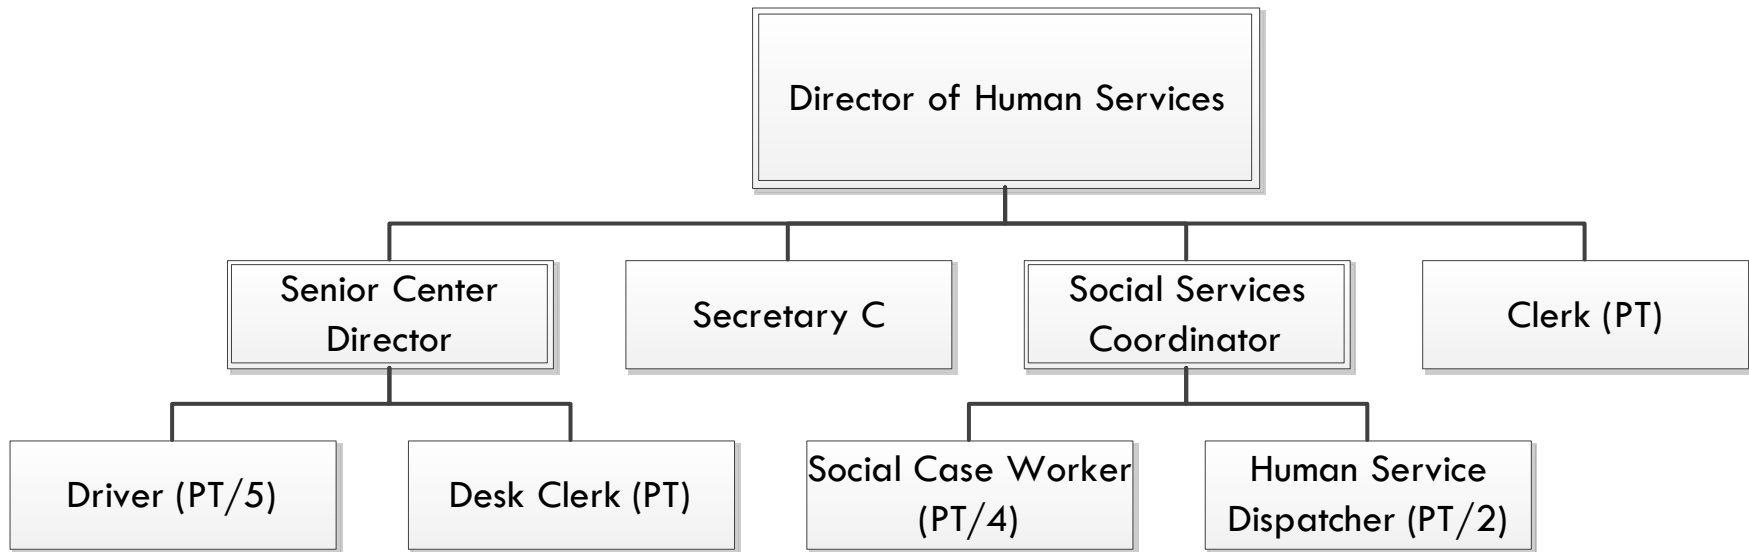 Director of Human Services
Senior Center
Director
Secretary C
Social Services
Coordinator
Clerk (PT)
Driver (PT/5)
Desk Clerk (PT)
Social Case Worker
(PT/4)
Human Service
Dispatcher (PT/2)